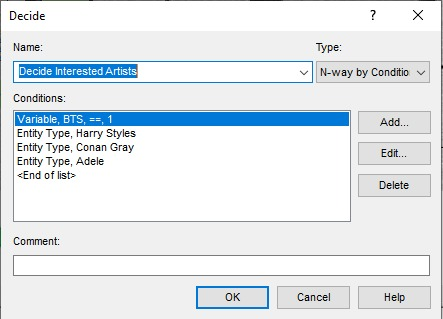 Decide
?
Name:
Type:
Decide Interested Artists
N-way by Condition
Conditions:
Variable, BTS, ==, 1
Entity Type, Harry Styles
Entity Type, Conan Gray
Entity Type, Adele
<End of list>
Add...
Edit...
Delete
Comment:
OK
Cancel
Help